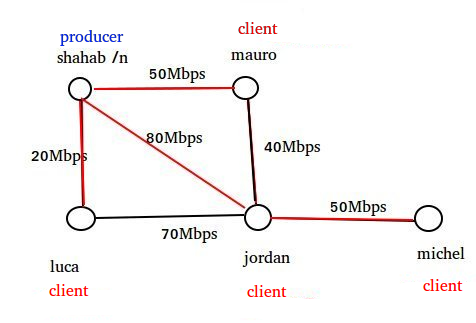 producer
shahab /n
client
mauro
50Mbps
80Mbps
20Mbps
40Mbps
50Mbps
70Mbps
luca
client
jordan
client
michel
client